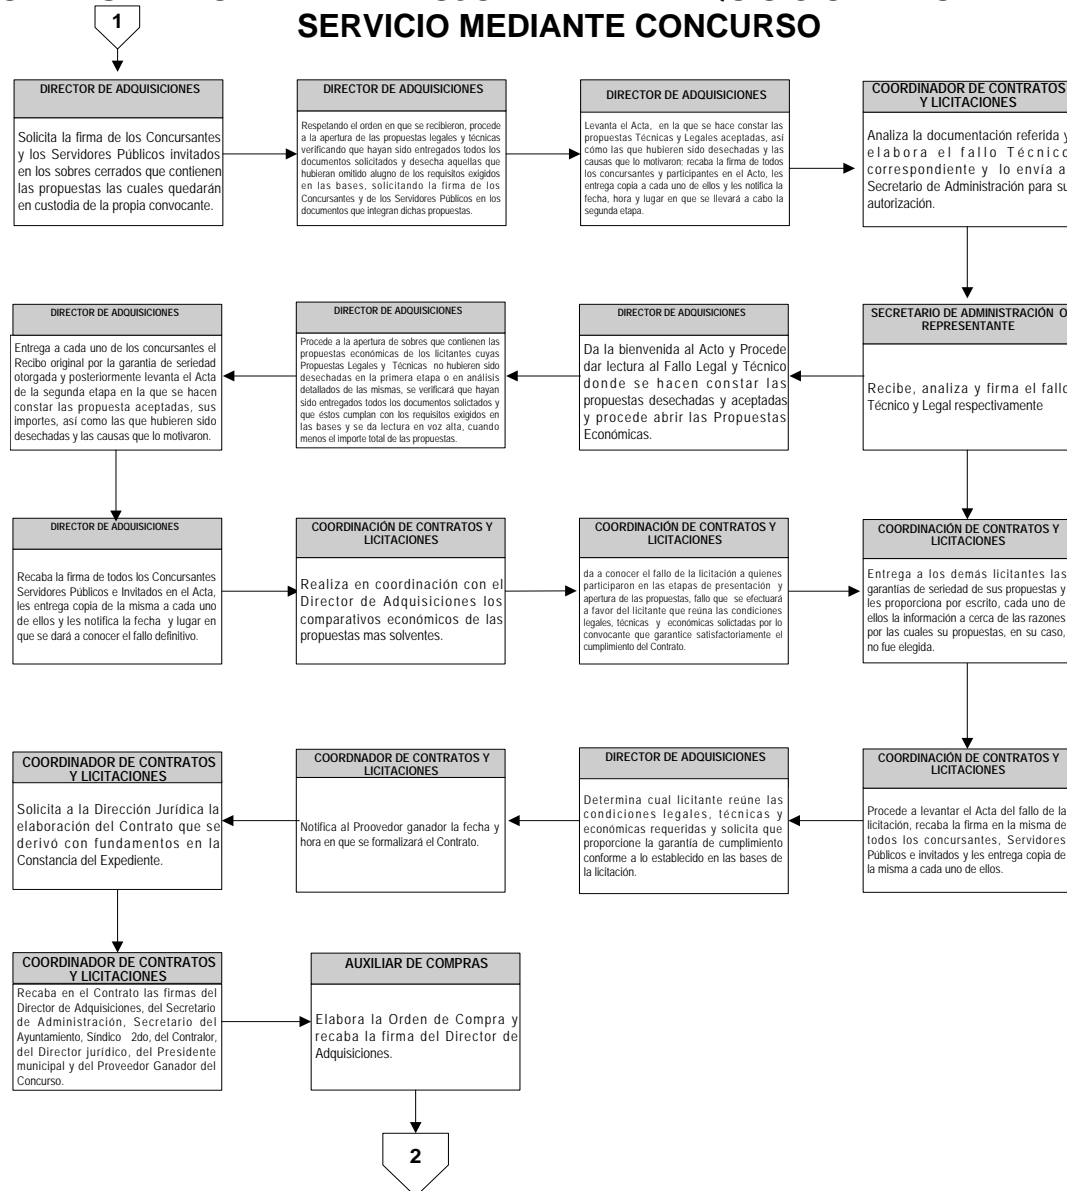 SERVICIO MEDIANTE CONCURSO
1
DIRECTOR DE ADQUISICIONES
Solicita la firma de los Concursantes
y los Servidores Públicos invitados
en los sobres cerrados que contienen
las propuestas las cuales quedarán
en custodia de la propia convocante.
DIRECTOR DE ADQUISICIONES
Respetando el orden en que se recibieron, procede
a la apertura de las propuestas legales y técnicas
verificando que hayan sido entregados todos los
documentos solicitados y desecha aquellas que
hubieran omitido alugno de los requisitos exigidos
en las bases, solicitando la firma de los
Concursantes y de los Servidores Públicos en los
documentos que integran dichas propuestas.
DIRECTOR DE ADQUISICIONES
Levanta el Acta, en la que se hace constar las
propuestas Técnicas y Legales aceptadas, así
cómo las que hubieren sido desechadas y las
causas que lo motivaron: recaba la firma de todos
los concursantes y participantes en el Acto, les
entrega copia a cada uno de ellos y les notifica la
fecha, hora y lugar en que se llevará a cabo la
segunda etapa.
COORDINADOR DE CONTRATOS
Y LICITACIONES
Analiza la documentación referida y
elabora el fallo Técnico
correspondiente y lo envía a
Secretario de Administración para su
autorización.
DIRECTOR DE ADQUISICIONES
Entrega a cada uno de los concursantes el
Recibo original por la garantia de seriedad
otorgada y posteriormente levanta el Acta
de la segunda etapa en la que se hacen
constar las propuesta aceptadas, sus
importes, así como las que hubieren sido
desechadas y las causas que lo motivaron.
DIRECTOR DE ADQUISICIONES
Procede a la apertura de sobres que contienen las
propuestas económicas de los licitantes cuyas
Propuestas Legales y Técnicas no hubieren sido
desechadas en la primera etapa o en análisis
detallados de las mismas, se verificará que hayan
sido entregados todos los documentos solictados y
que éstos cumplan con los requisitos exigidos en
las bases y se da lectura en voz alta, cuando
menos el importe total de las propuestas.
DIRECTOR DE ADQUISICIONES
Da la bienvenida al Acto y Procede
dar lectura al Fallo Legal y Técnico
donde se hacen constar las
propuestas desechadas y aceptadas
y procede abrir las Propuestas
Económicas.
SECRETARIO DE ADMINISTRACIÓN O
REPRESENTANTE
Recibe, analiza y firma el fallo
Técnico y Legal respectivamente
DIRECTOR DE ADQUISICIONES
Recaba la firma de todos los Concursantes
Servidores Públicos e Invitados en el Acta,
les entrega copia de la misma a cada uno
de ellos y les notifica la fecha y lugar en
que se dará a conocer el fallo definitivo.
COORDINACIÓN DE CONTRATOS Y
LICITACIONES
Realiza en coordinación con el
Director de Adquisiciones los
comparativos económicos de las
propuestas mas solventes.
COORDINACIÓN DE CONTRATOS Y
LICITACIONES
da a conocer el fallo de la licitación a quienes
participaron en las etapas de presentación y
apertura de las propuestas, fallo que se efectuará
a favor del licitante que reúna las condiciones
legales, técnicas y económicas solictadas por lo
convocante que garantice satisfactoriamente el
cumplimiento del Contrato.
COORDINACIÓN DE CONTRATOS Y
LICITACIONES
Entrega a los demás licitantes las
garantías de seriedad de sus propuestas y
les proporciona por escrito, cada uno de
ellos la información a cerca de las razones
por las cuales su propuestas, en su caso,
no fue elegida.
COORDINADOR DE CONTRATOS
Y LICITACIONES
Solicita a la Dirección Jurídica la
elaboración del Contrato que se
derivó con fundamentos en la
Constancia del Expediente.
COORDNADOR DE CONTRATOS Y
LICITACIONES
Notifica al Proovedor ganador la fecha y
hora en que se formalizará el Contrato.
DIRECTOR DE ADQUISICIONES
Determina cual licitante reúne las
condiciones legales, técnicas y
económicas requeridas y solicita que
proporcione la garantía de cumplimiento
conforme a lo establecido en las bases de
la licitación.
COORDINACIÓN DE CONTRATOS Y
LICITACIONES
Procede a levantar el Acta del fallo de la
licitación, recaba la firma en la misma de
todos los concursantes, Servidores
Públicos e invitados y les entrega copia de
la misma a cada uno de ellos.
COORDINADOR DE CONTRATOS
Y LICITACIONES
Recaba en el Contrato las firmas del
Director de Adquisiciones, del Secretario
de Administración, Secretario del
Ayuntamiento, Síndico 2do, del Contralor,
del Director jurídico, del Presidente
municipal y del Proveedor Ganador del
Concurso.
AUXILIAR DE COMPRAS
Elabora la Orden de Compra y
recaba la firma del Director de
Adquisiciones.
2